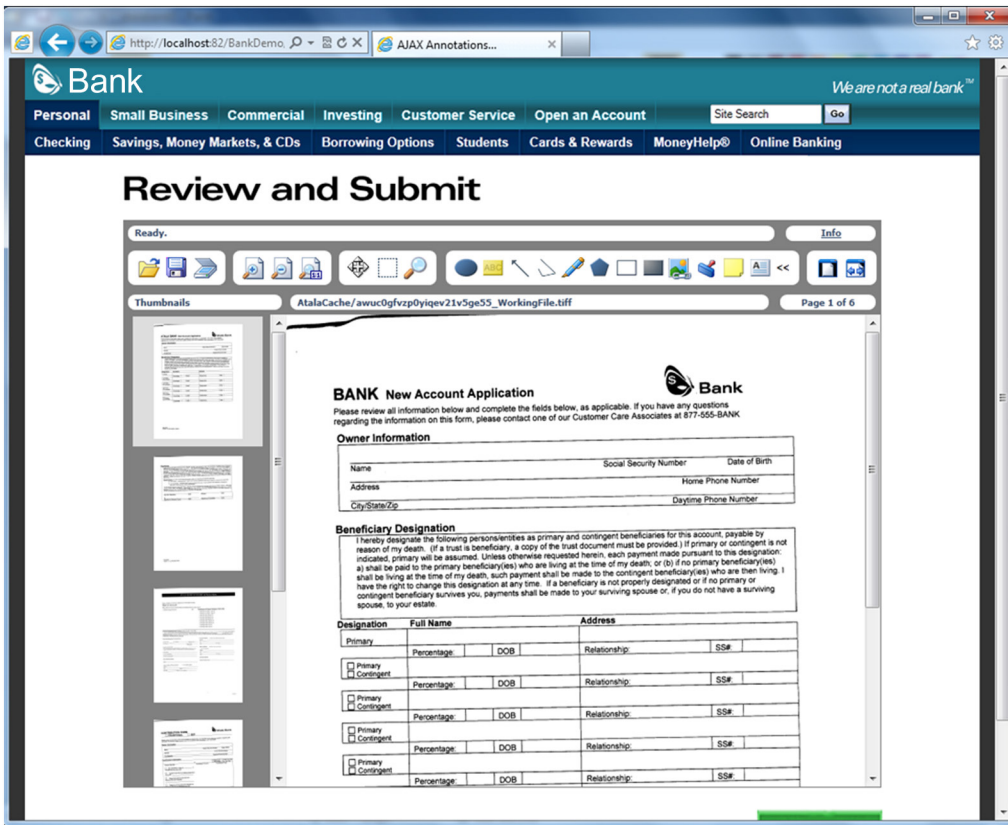 http://localhost:82/BankDemo
AJAX Annotations...
S Bank
We are not a real bank™
Personal Small Business Commercial Investing Customer Service Open an Account Site Search Go
Checking Savings, Money Markets, & CDs Borrowing Options Students Cards & Rewards MoneyHelp® Online Banking
Review and Submit
Ready. Info
ABC A <<
Thumbnails AtalaCache/awuc0gfvzp0yiqev21v5ge55_WorkingFile.tiff Page 1 of 6
S Bank
BANK New Account Application
Please review all information below and complete the fields below, as applicable. If you have any questions
regarding the information on this form, please contact one of our Customer Care Associates at 877-555-BANK
Owner Information
Name Social Security Number Date of Birth
Address Home Phone Number
City/State/Zip Daytime Phone Number
Beneficiary Designation
I hereby designate the following persons/entities as primary and contingent beneficiaries for this account, payable by
reason of my death. (If a trust is beneficiary, a copy of the trust document must be provided.) If primary or contingent is not
indicated, primary will be assumed. Unless otherwise requested herein, each payment made pursuant to this designation:
a) shall be paid to the primary beneficiary(ies) who are living at the time of my death; or (b) if no primary beneficiary(ies)
shall be living at the time of my death, such payment shall be made to the contingent beneficiary(ies) who are then living. I
have the right to change this designation at any time. If a beneficiary is not properly designated or if no primary or
contingent beneficiary survives you, payments shall be made to your surviving spouse or, if you do not have a surviving
spouse, to your estate.
Designation Full Name Address
Primary
Percentage: DOB Relationship: SS#:
Primary
Contingent
Percentage: DOB Relationship: SS#:
Primary
Contingent
Percentage: DOB Relationship: SS#:
Primary
Contingent
Percentage: DOB Relationship: SS#:
Primary
Contingent
Percentage: DOB Relationship: SS#: